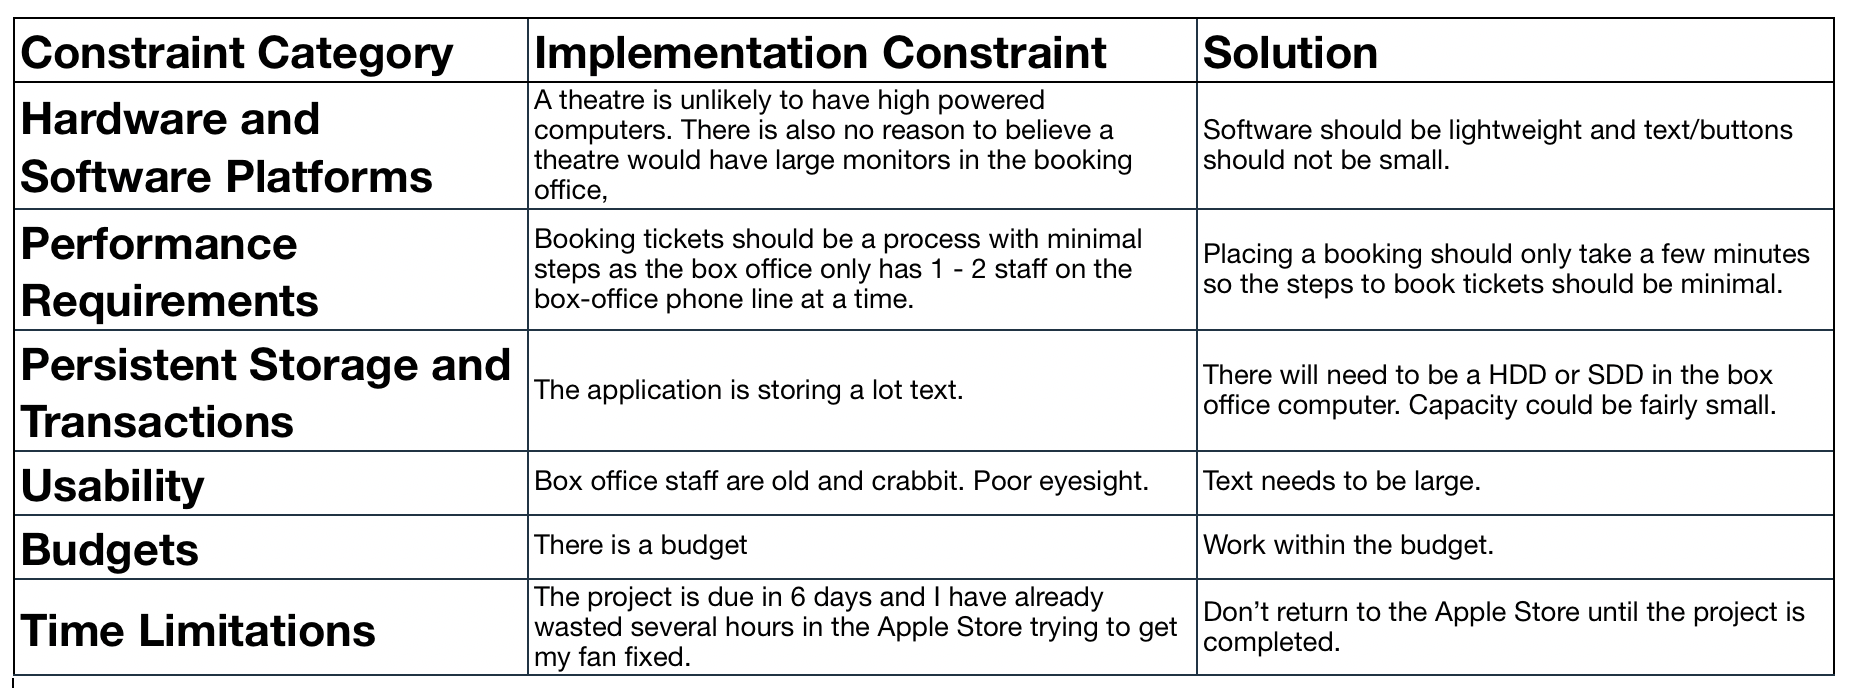 Constraint Category
Implementation Constraint
Solution
Hardware and
Software Platforms
A theatre is unlikely to have high powered
computers. There is also no reason to believe a
theatre would have large monitors in the booking
office,
Software should be lightweight and text/buttons
should not be small.
Performance
Requirements
Booking tickets should be a process with minimal
steps as the box office only has 1 - 2 staff on the
box-office phone line at a time.
Placing a booking should only take a few minutes
so the steps to book tickets should be minimal.
Persistent Storage and
Transactions
The application is storing a lot text.
There will need to be a HDD or SDD in the box
office computer. Capacity could be fairly small.
Usability
Box office staff are old and crabbit. Poor eyesight.
Text needs to be large.
Budgets
There is a budget
Work within the budget.
Time Limitations
The project is due in 6 days and I have already
wasted several hours in the Apple Store trying to get
my fan fixed.
Don’t return to the Apple Store until the project is
completed.